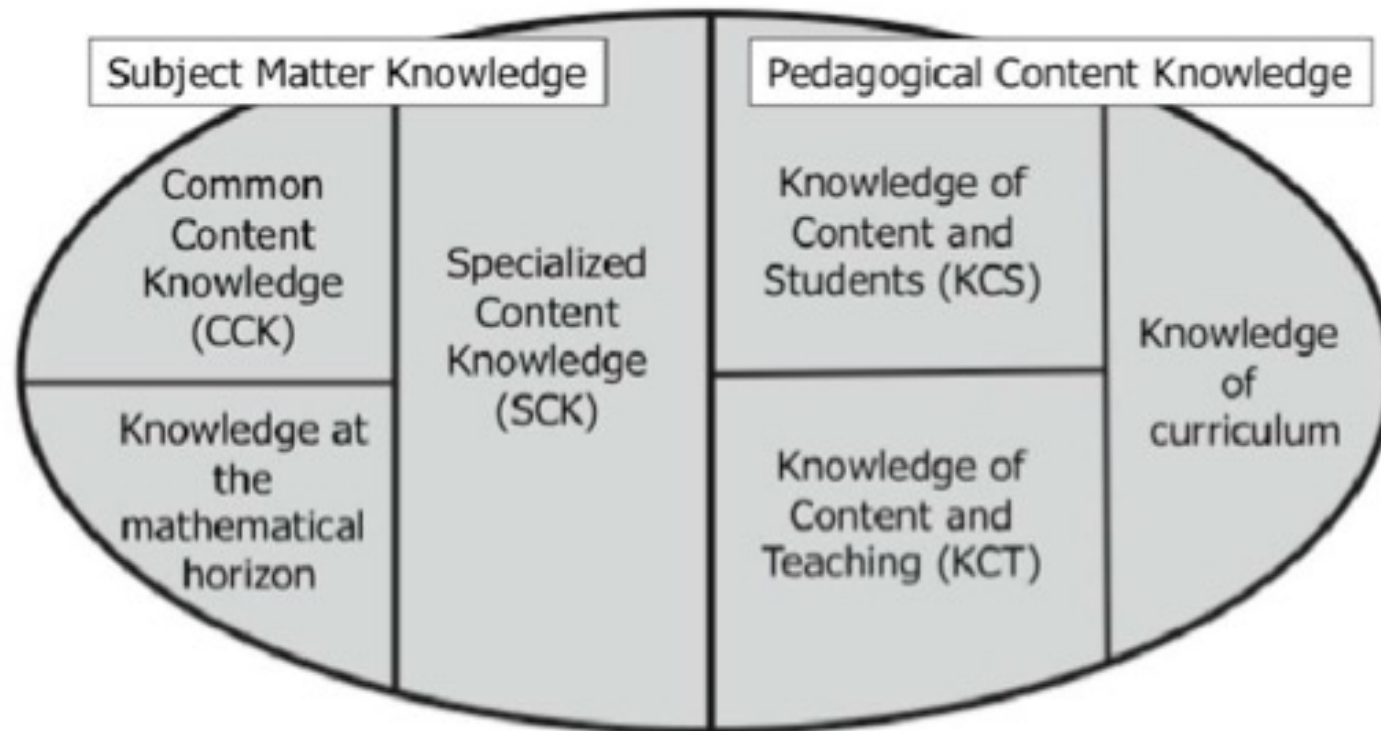 Subject Matter Knowledge
Pedagogical Content Knowledge
Common
Content
Knowledge
(CCK)
Knowledge at
the
mathematical
horizon
Specialized
Content
Knowledge
(SCK)
Knowledge of
Content and
Students (KCS)
Knowledge of
Content and
Teaching (KCT)
Knowledge
of
curriculum